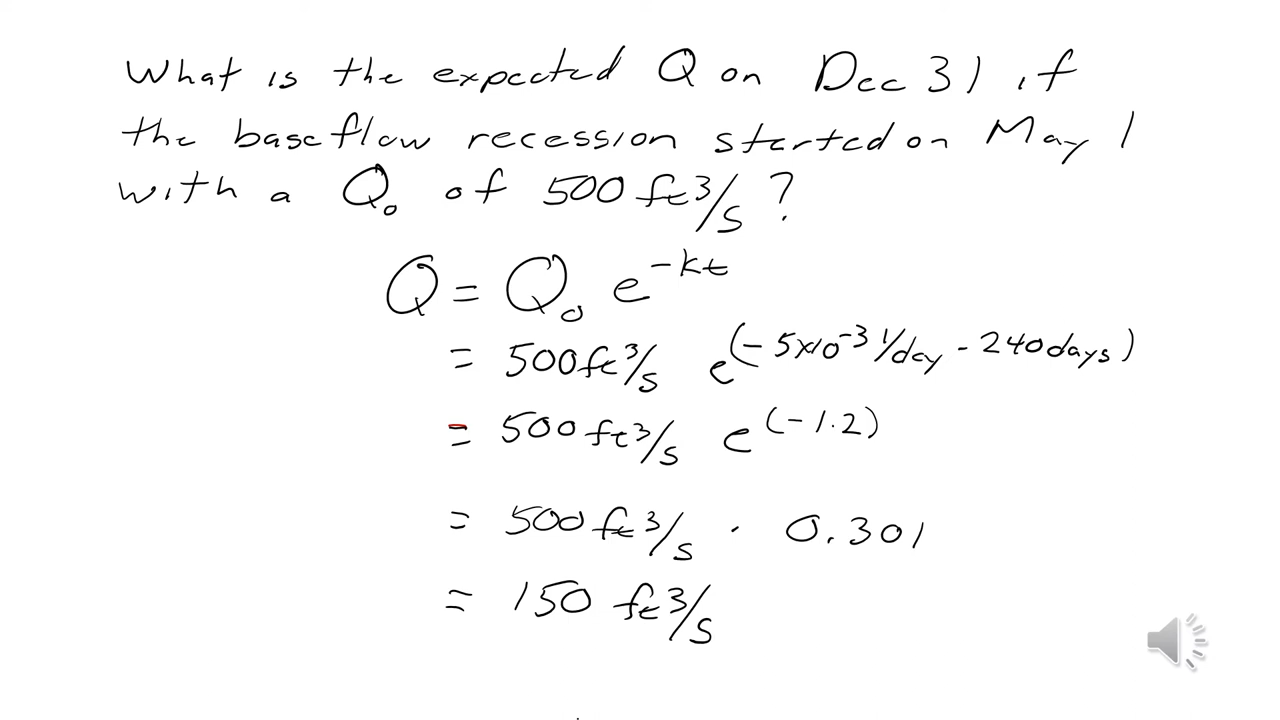 What is the expected Q on Dec 31 if
the baseflow recession started on May 1
with a Q₀ of 500 ft³/s ?
Q = Q₀ e^(-kt)
= 500 ft³/s e^(- 5x10⁻³ 1/day - 240 days)
= 500 ft³/s e^(-1.2)
= 500 ft³/s · 0.301
= 150 ft³/s